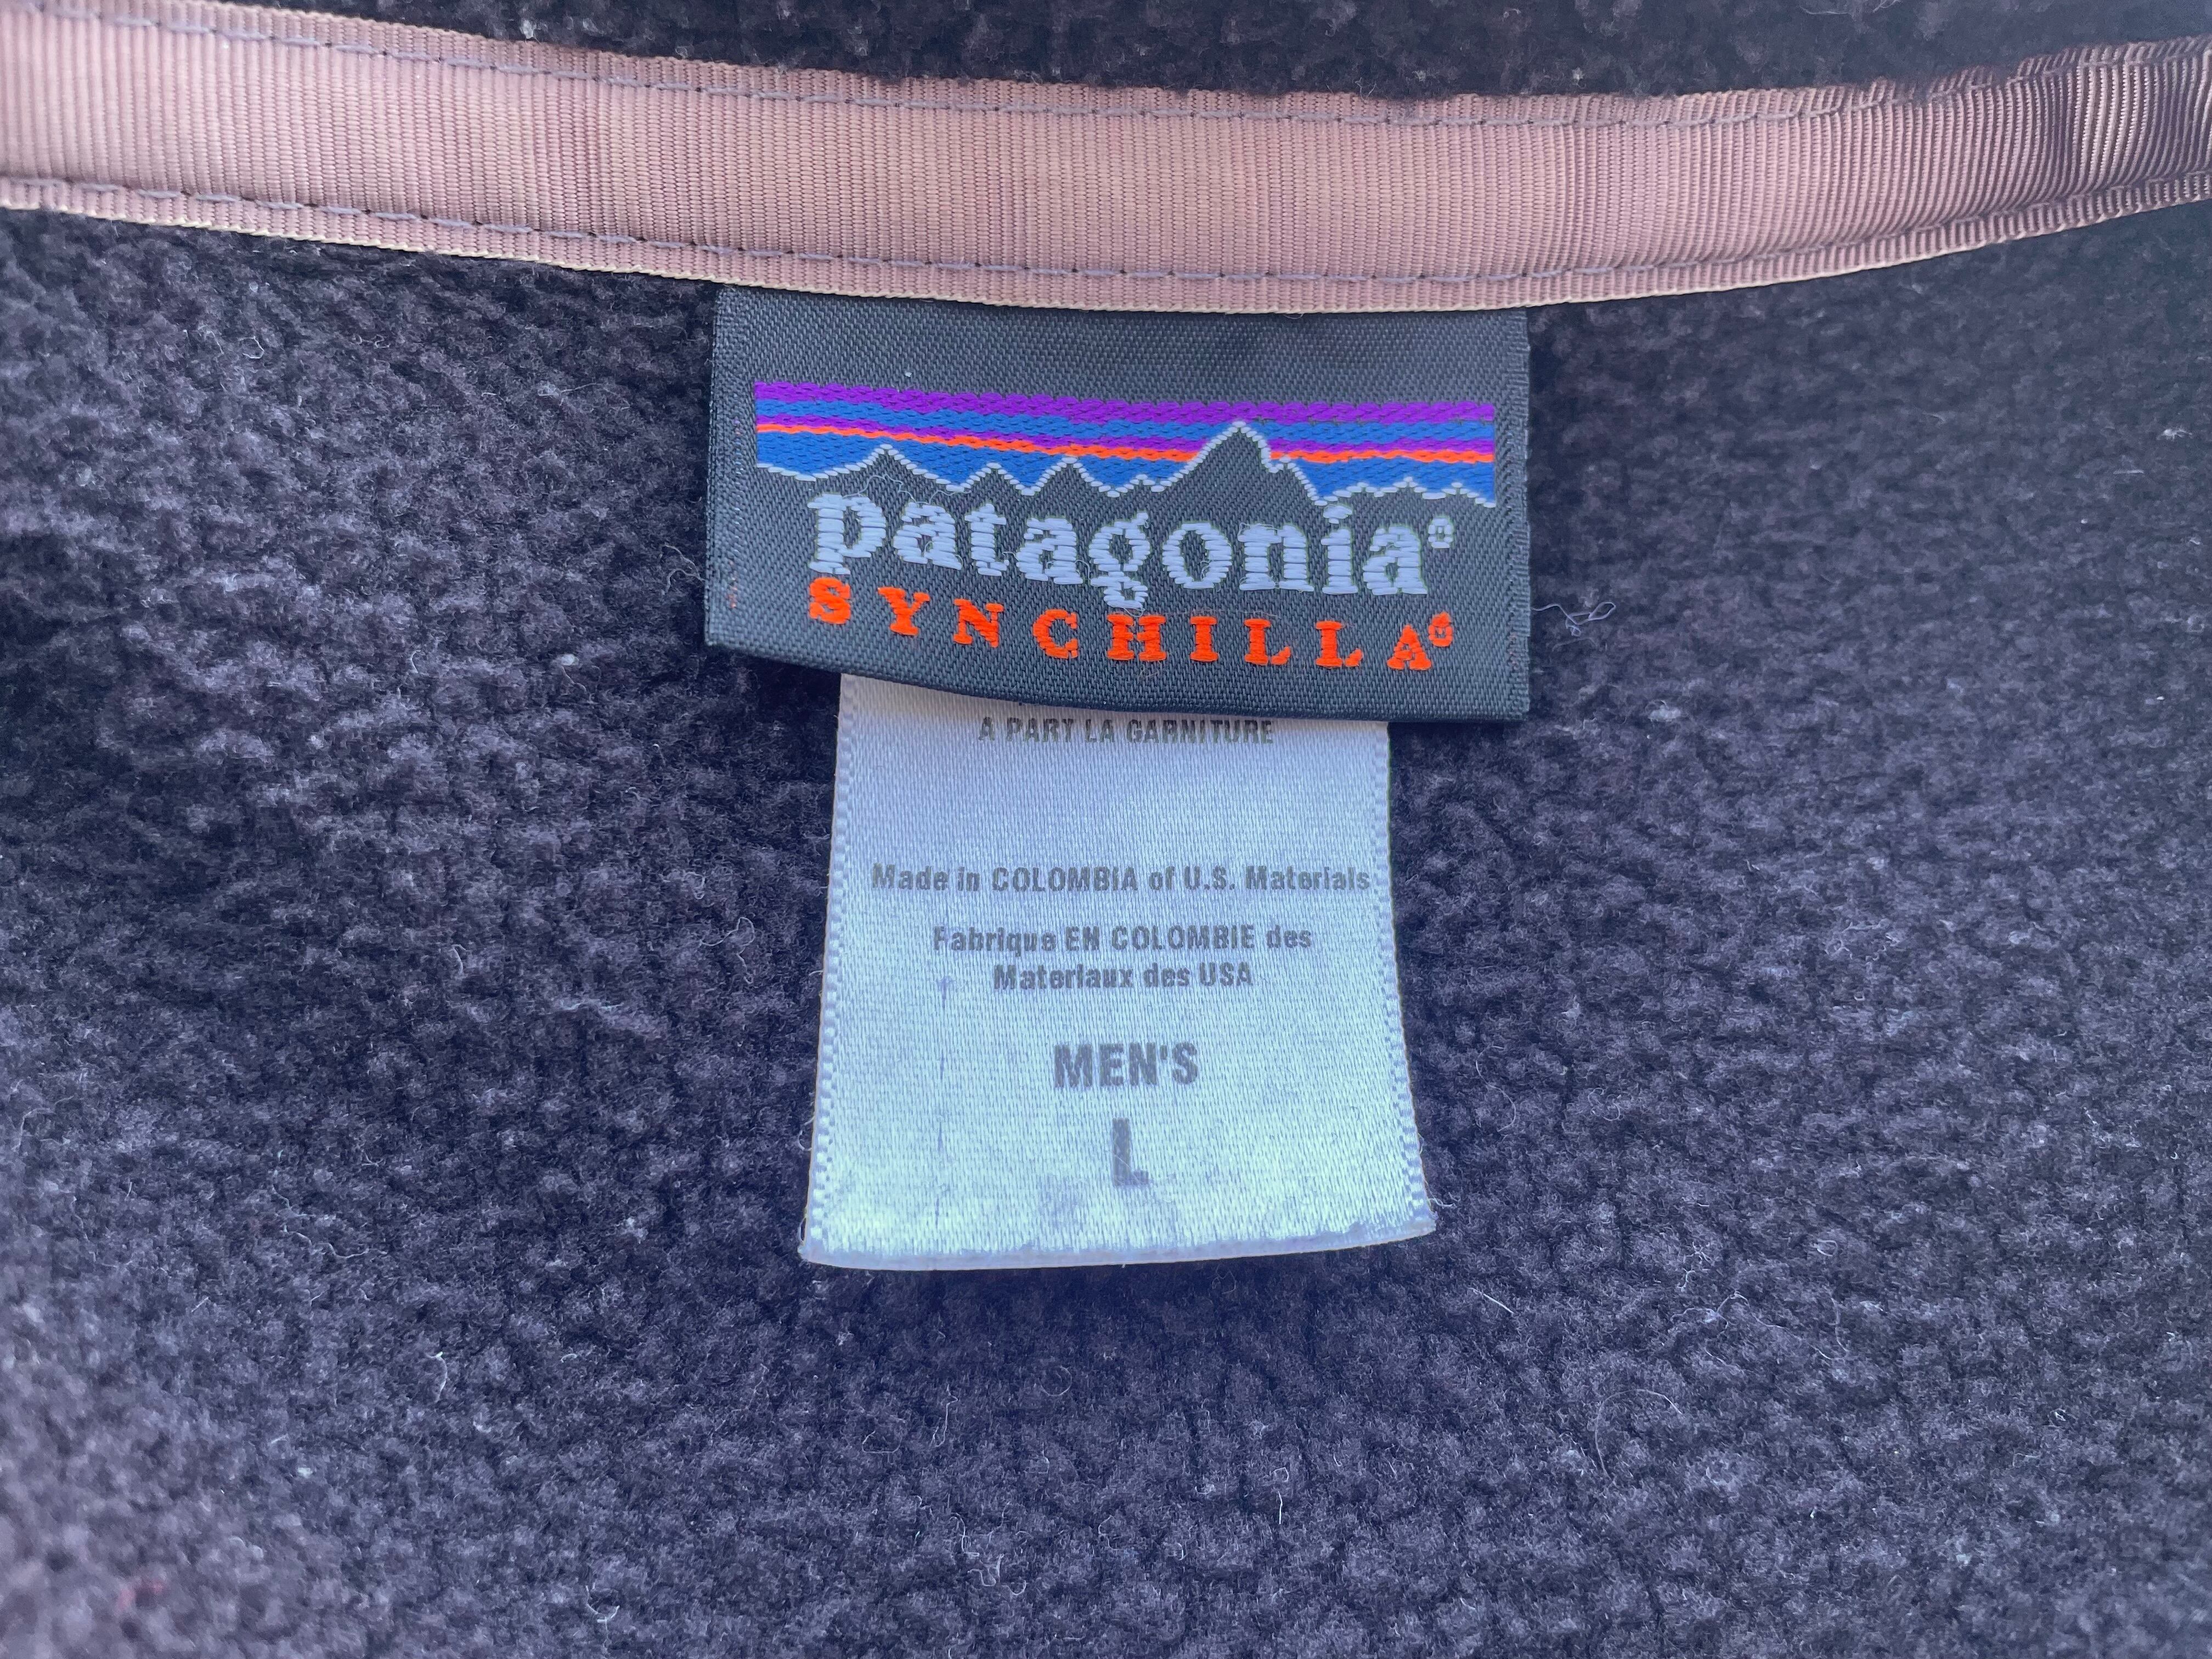 patagonia®
SYNCHILLA®
A PART LA GARNITURE
Made in COLOMBIA of U.S. Materials
Fabrique EN COLOMBIE des
Materiaux des USA
MEN'S
L